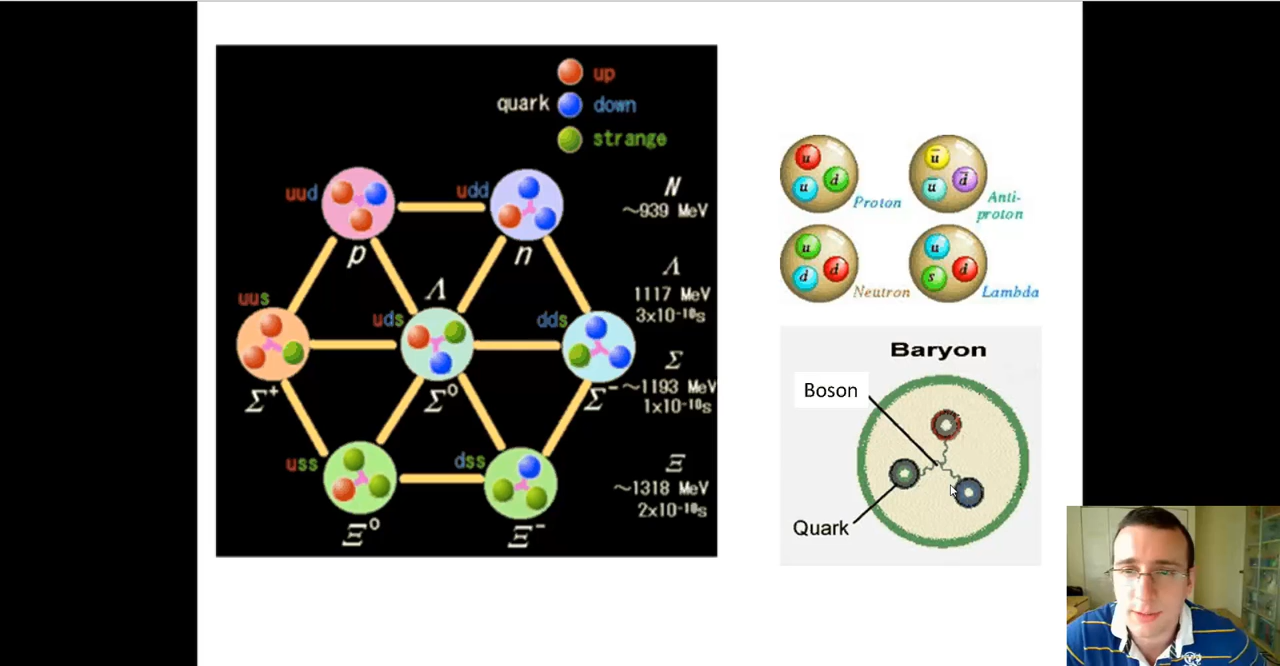 up
quark down
strange
uud
udd
N
~939 MeV
p
n
Λ
Λ
1117 MeV
3x10⁻¹⁰s
uus
uds
dds
Σ
~1193 MeV
1x10⁻¹⁰s
Σ⁺
Σ⁰
Σ⁻
uss
dss
Ξ
~1318 MeV
2x10⁻¹⁰s
Ξ⁰
Ξ⁻
u
u d
Proton
ū
ū d̄
Anti-
proton
u
d d
Neutron
u
s d
Lambda
Baryon
Boson
Quark